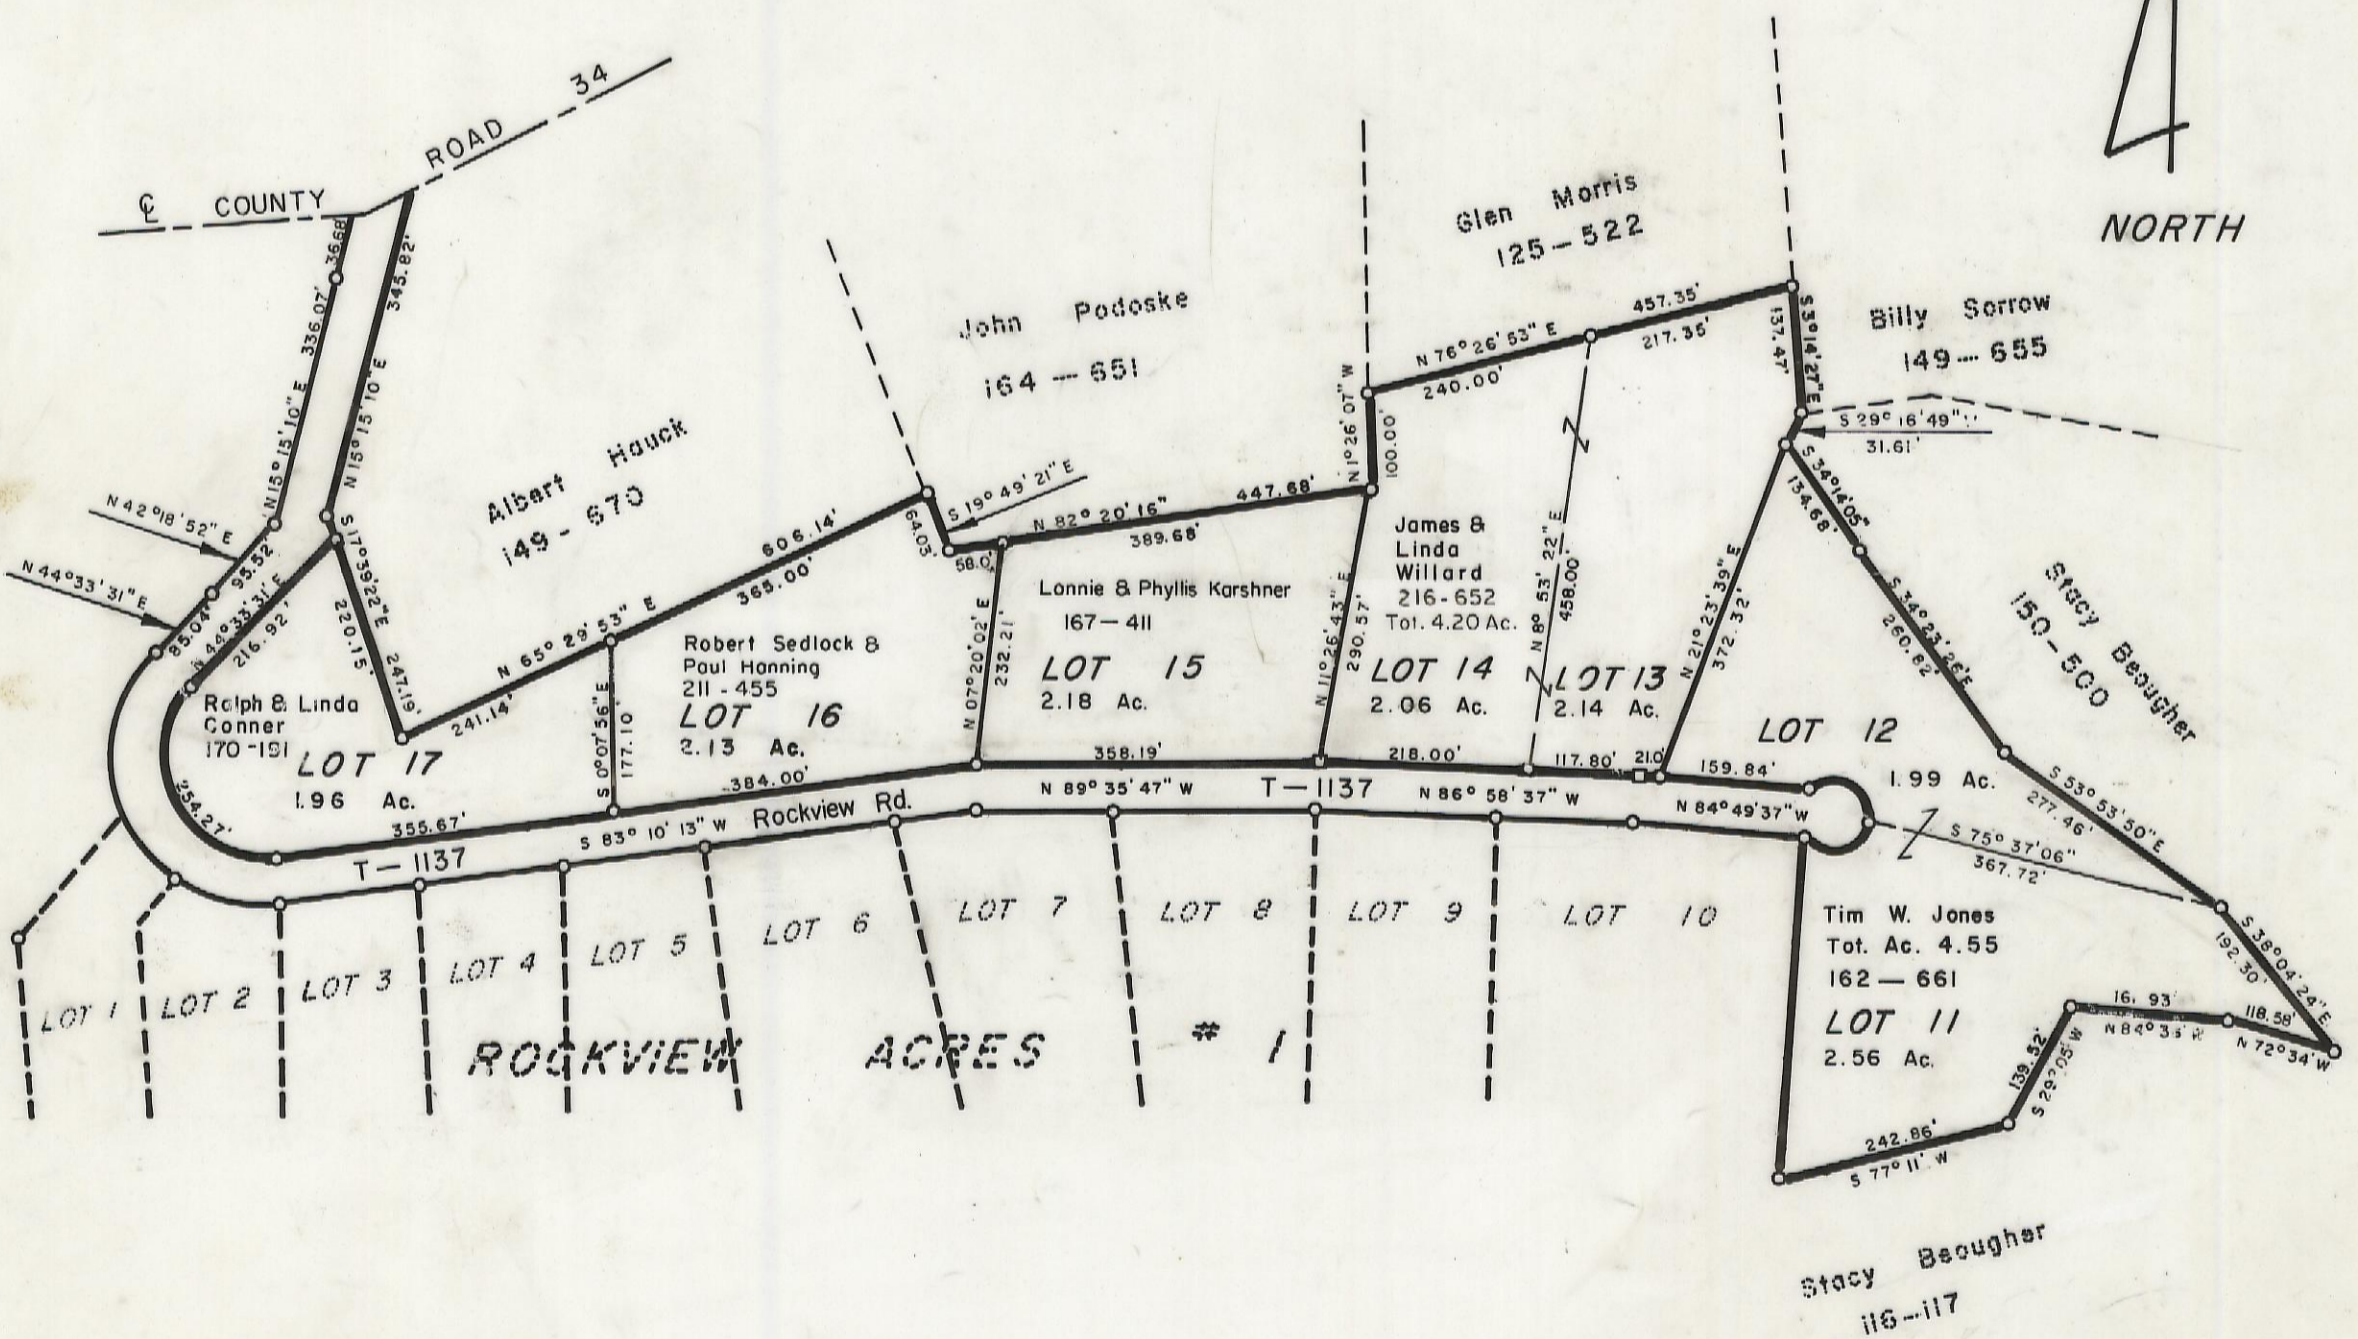 34
ROAD
℄ COUNTY
NORTH
36.68'
345.82'
336.07'
N 15° 15' 10" E
N 15° 15' 10" E
N 42° 18' 52" E
95.52'
N 44° 33' 31" E
85.04'
N 44° 33' 31" E
216.92'
S 17° 39' 22" E
220.15'
247.19'
Albert Hauck
149 - 670
John Podoske
164 — 651
Glen Morris
125 — 522
Billy Sorrow
149 — 655
Stacy Beougher
150 — 500
N 65° 29' 53" E
606.14'
365.00'
241.14'
64.03'
S 19° 49' 21" E
58.0'
N 82° 20' 16"
447.68'
389.68'
N 1° 26' 07" W
100.00'
N 76° 26' 53" E
457.35'
240.00'
217.35'
S 3° 14' 27" E
137.47'
S 29° 16' 49"
31.61'
S 34° 14' 05"
134.68'
S 34° 23' 26" E
260.82'
S 53° 53' 50" E
277.46'
S 75° 37' 06"
367.72'
S 38° 04' 24" E
192.30'
118.58'
N 72° 34' W
N 84° 35'
139.52'
S 29° 05' W
242.86'
S 77° 11' W
Ralph & Linda
Conner
170 - 191
LOT 17
1.96 Ac.
254.27'
355.67'
S 0° 07' 56" E
177.10'
Robert Sedlock &
Paul Hanning
211 - 455
LOT 16
2.13 Ac.
384.00'
N 07° 20' 02" E
232.21'
Lonnie & Phyllis Karshner
167 — 411
LOT 15
2.18 Ac.
358.19'
N 11° 26' 43" E
290.57'
James &
Linda
Willard
216 - 652
Tot. 4.20 Ac.
LOT 14
2.06 Ac.
218.00'
N 8° 53' 22" E
458.00'
LOT 13
2.14 Ac.
117.80'
21.0'
N 21° 23' 39" E
372.32'
LOT 12
1.99 Ac.
159.84'
T — 1137
S 83° 10' 13" W
Rockview Rd.
N 89° 35' 47" W
T — 1137
N 86° 58' 37" W
N 84° 49' 37" W
LOT 1
LOT 2
LOT 3
LOT 4
LOT 5
LOT 6
LOT 7
LOT 8
LOT 9
LOT 10
Tim W. Jones
Tot. Ac. 4.55
162 — 661
LOT 11
2.56 Ac.
ROCKVIEW ACRES # 1
Stacy Beougher
116 — 117